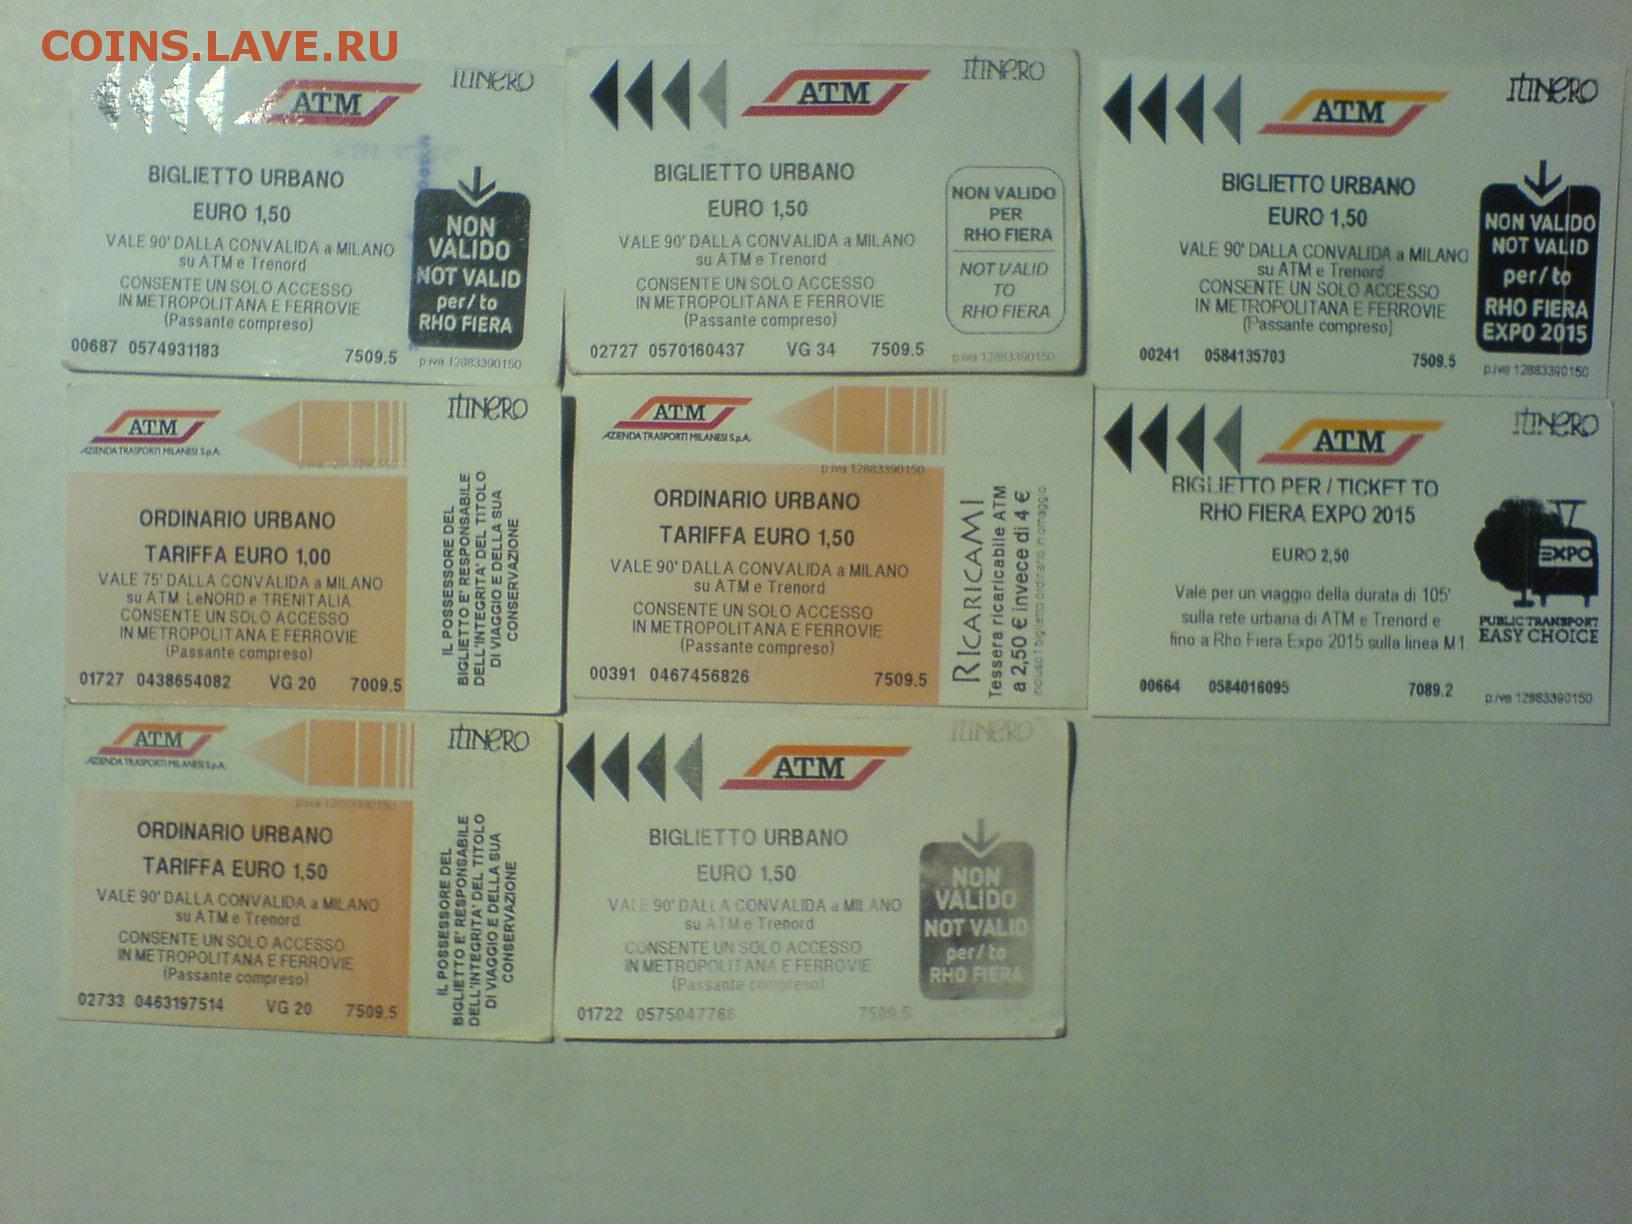 COINS.LAVE.RU
ITINERO
ATM
BIGLIETTO URBANO
EURO 1,50
VALE 90' DALLA CONVALIDA a MILANO
su ATM e Trenord
CONSENTE UN SOLO ACCESSO
IN METROPOLITANA E FERROVIE
(Passante compreso)
00687 0574931183 7509.5
NON
VALIDO
NOT VALID
per/to
RHO FIERA
p.iva 12883390150
ITINERO
ATM
BIGLIETTO URBANO
EURO 1,50
VALE 90' DALLA CONVALIDA a MILANO
su ATM e Trenord
CONSENTE UN SOLO ACCESSO
IN METROPOLITANA E FERROVIE
(Passante compreso)
02727 0570160437 VG 34 7509.5
NON VALIDO
PER
RHO FIERA
NOT VALID
TO
RHO FIERA
p.iva 12883390150
ITINERO
ATM
BIGLIETTO URBANO
EURO 1,50
VALE 90' DALLA CONVALIDA a MILANO
su ATM e Trenord
CONSENTE UN SOLO ACCESSO
IN METROPOLITANA E FERROVIE
(Passante compreso)
00241 0584135703 7509.5
NON VALIDO
NOT VALID
per/to
RHO FIERA
EXPO 2015
p.iva 12883390150
ITINERO
ATM
AZIENDA TRASPORTI MILANESI S.p.A.
p.iva 12883390150
ORDINARIO URBANO
TARIFFA EURO 1,00
VALE 75' DALLA CONVALIDA a MILANO
su ATM, LeNORD e TRENITALIA.
CONSENTE UN SOLO ACCESSO
IN METROPOLITANA E FERROVIE
(Passante compreso)
01727 0438654082 VG 20 7009.5
IL POSSESSORE DEL
BIGLIETTO E' RESPONSABILE
DELL'INTEGRITA' DEL TITOLO
DI VIAGGIO E DELLA SUA
CONSERVAZIONE
ATM
AZIENDA TRASPORTI MILANESI S.p.A.
p.iva 12883390150
ORDINARIO URBANO
TARIFFA EURO 1,50
VALE 90' DALLA CONVALIDA a MILANO
su ATM e Trenord
CONSENTE UN SOLO ACCESSO
IN METROPOLITANA E FERROVIE
(Passante compreso)
00391 0467456826 7509.5
RICARICAMI
Tessera ricaricabile ATM
a 2,50 € invece di 4 €
incluso 1 biglietto ordinario in omaggio
ITINERO
ATM
BIGLIETTO PER / TICKET TO
RHO FIERA EXPO 2015
EURO 2,50
Vale per un viaggio della durata di 105'
sulla rete urbana di ATM e Trenord e
fino a Rho Fiera Expo 2015 sulla linea M1.
00664 0584016095 7089.2
EXPO
PUBLIC TRANSPORT
EASY CHOICE
p.iva 12883390150
ITINERO
ATM
AZIENDA TRASPORTI MILANESI S.p.A.
p.iva 12883390150
ORDINARIO URBANO
TARIFFA EURO 1,50
VALE 90' DALLA CONVALIDA a MILANO
su ATM e Trenord
CONSENTE UN SOLO ACCESSO
IN METROPOLITANA E FERROVIE
(Passante compreso)
02733 0463197514 VG 20 7509.5
IL POSSESSORE DEL
BIGLIETTO E' RESPONSABILE
DELL'INTEGRITA' DEL TITOLO
DI VIAGGIO E DELLA SUA
CONSERVAZIONE
ITINERO
ATM
BIGLIETTO URBANO
EURO 1,50
VALE 90' DALLA CONVALIDA a MILANO
su ATM e Trenord
CONSENTE UN SOLO ACCESSO
IN METROPOLITANA E FERROVIE
(Passante compreso)
01722 0575047766 7509.5
NON
VALIDO
NOT VALID
per/to
RHO FIERA